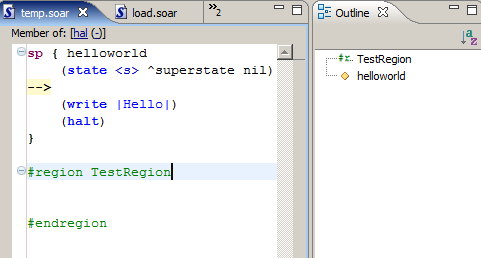 temp.soar
load.soar
»2
Member of: [hal (-)]
sp { helloworld
(state <s> ^superstate nil)
-->
(write |Hello|)
(halt)
}
#region TestRegion
#endregion
Outline
TestRegion
helloworld